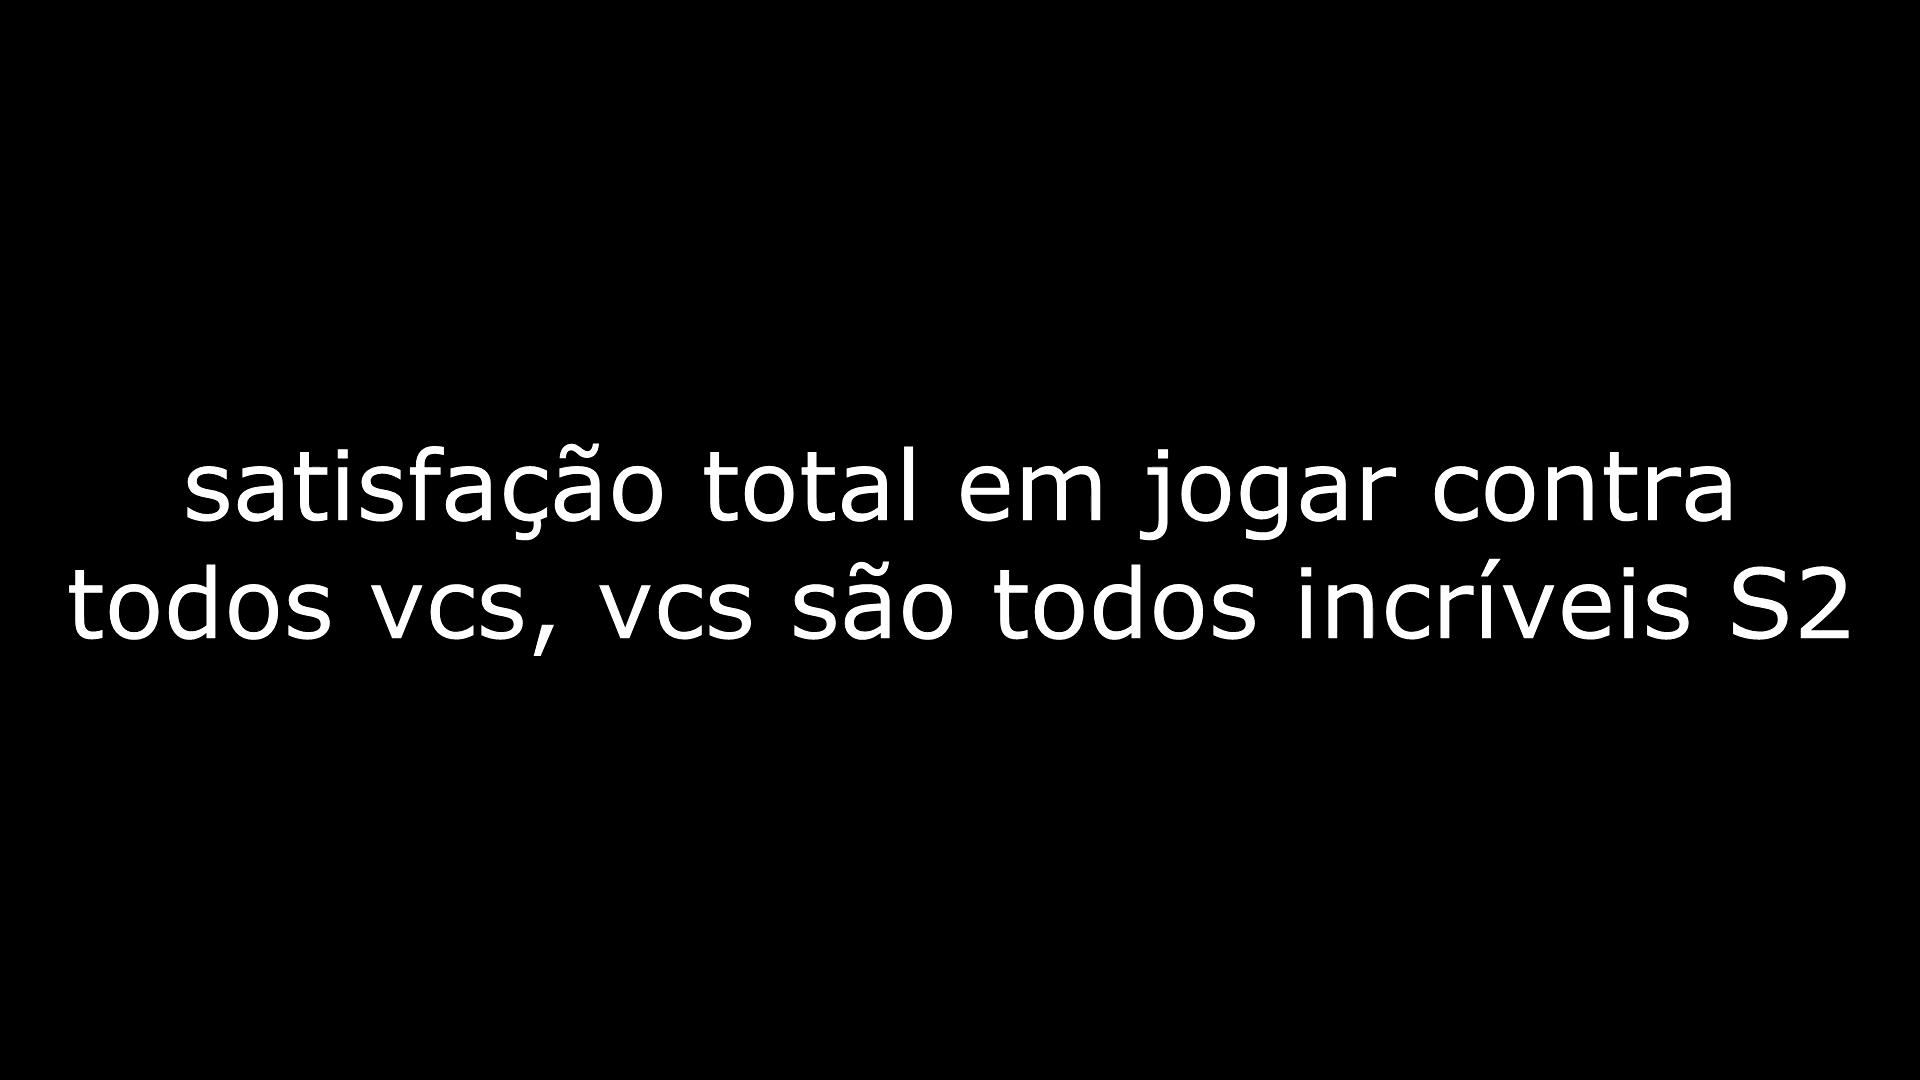 satisfação total em jogar contra
todos vcs, vcs são todos incríveis S2